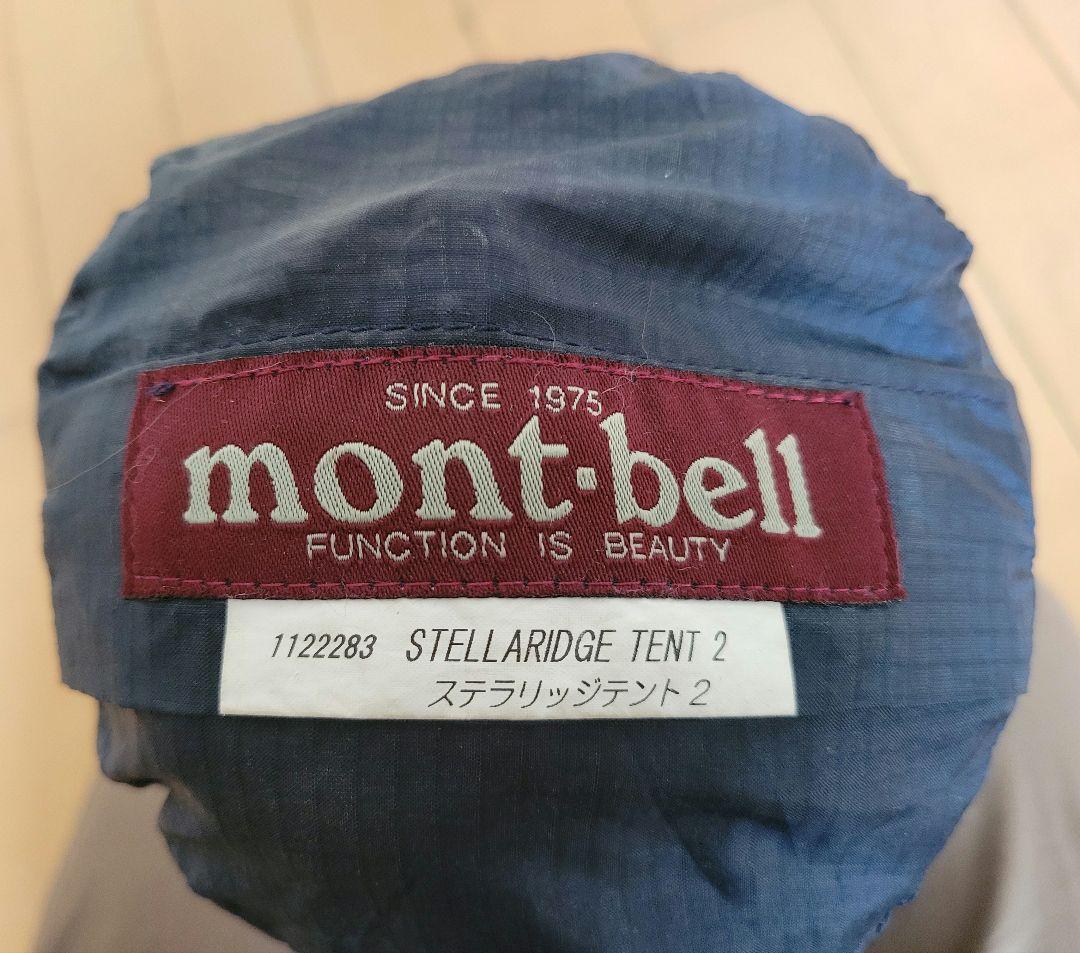 SINCE 1975
mont-bell
FUNCTION IS BEAUTY
1122283 STELLARIDGE TENT 2
ステラリッジテント2